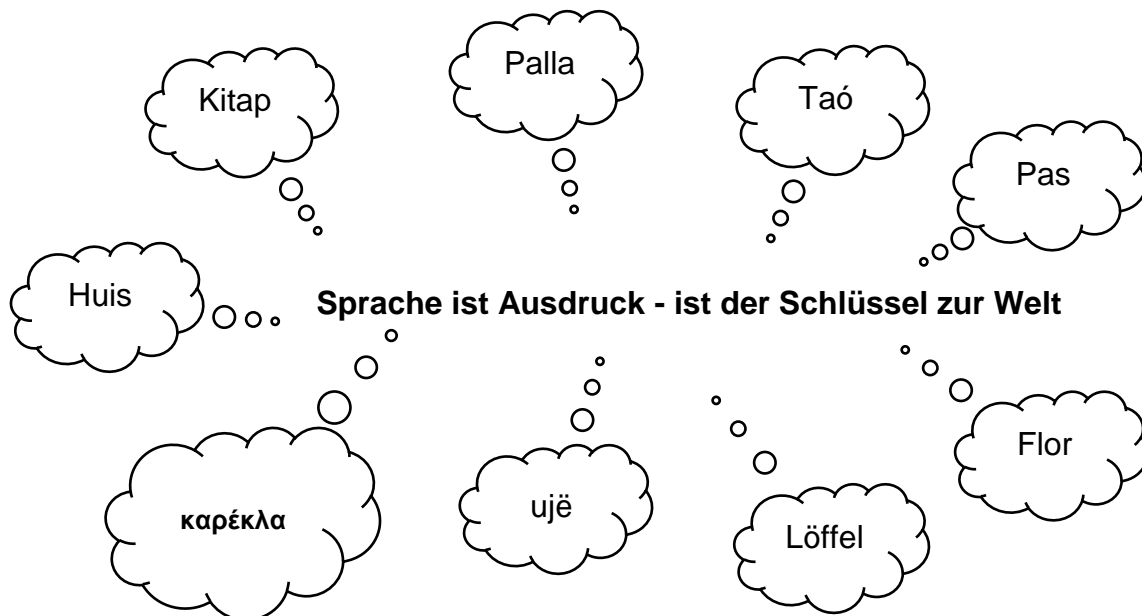 Palla
Kitap
Taó
Pas
Huis
Sprache ist Ausdruck - ist der Schlüssel zur Welt
Flor
ujë
καρέκλα
Löffel